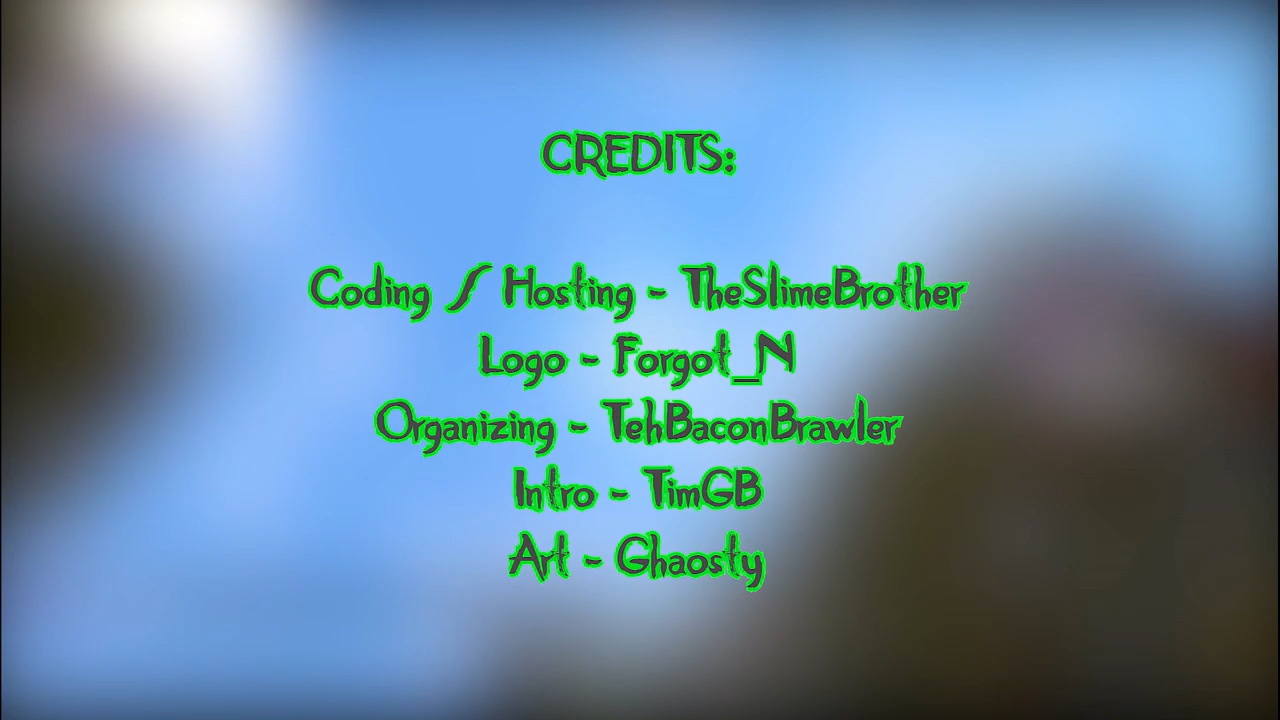 CREDITS:
Coding / Hosting - TheSlimeBrother
Logo - Forgot_N
Organizing - TehBaconBrawler
Intro - TimGB
Art - Ghaosty